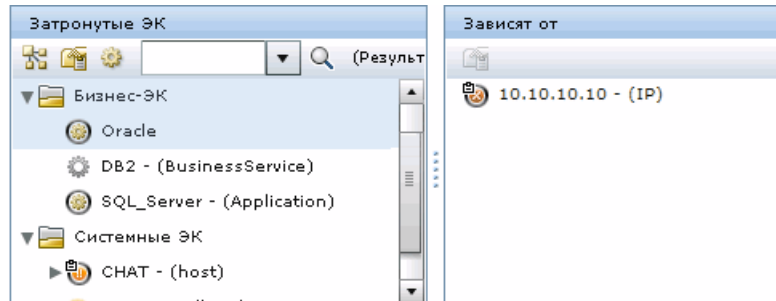 Затронутые ЭК
(Результ
Бизнес-ЭК
Oracle
DB2 - (BusinessService)
SQL_Server - (Application)
Системные ЭК
CHAT - (host)
Зависят от
10.10.10.10 - (IP)